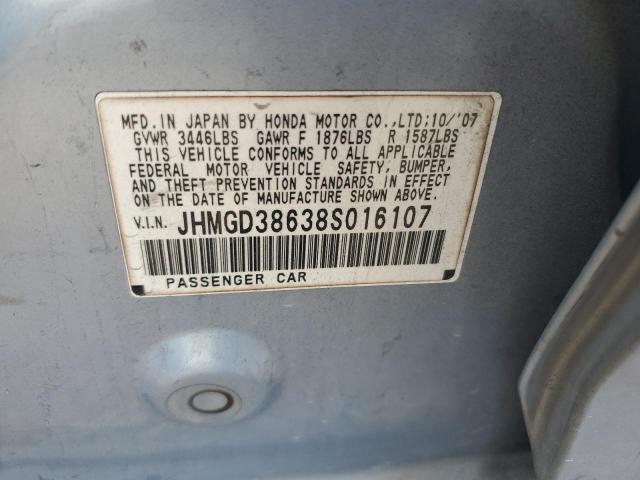 MFD. IN JAPAN BY HONDA MOTOR CO., LTD; 10/'07
GVWR 3446LBS GAWR F 1876LBS R 1587LBS
THIS VEHICLE CONFORMS TO ALL APPLICABLE
FEDERAL MOTOR VEHICLE SAFETY, BUMPER,
AND THEFT PREVENTION STANDARDS IN EFFECT
ON THE DATE OF MANUFACTURE SHOWN ABOVE.
V.I.N. JHMGD38638S016107
PASSENGER CAR